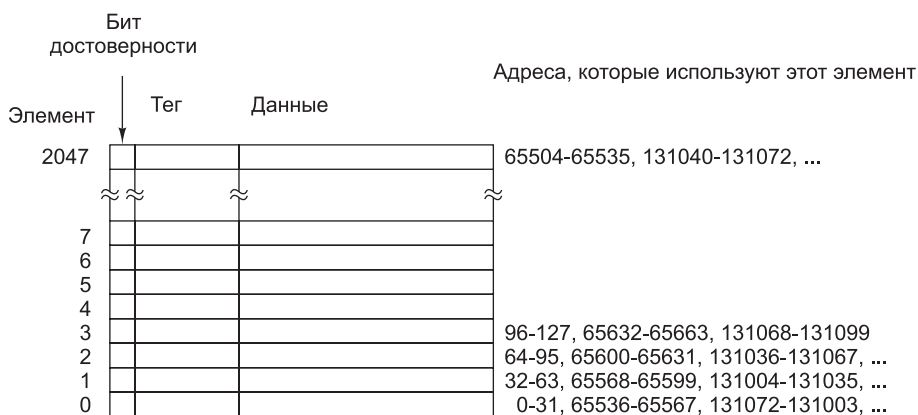 Бит
достоверности
Адреса, которые используют этот элемент
Элемент
Тег
Данные
2047
65504-65535, 131040-131072, ...
7
6
5
4
3
96-127, 65632-65663, 131068-131099
2
64-95, 65600-65631, 131036-131067, ...
1
32-63, 65568-65599, 131004-131035, ...
0
0-31, 65536-65567, 131072-131003, ...